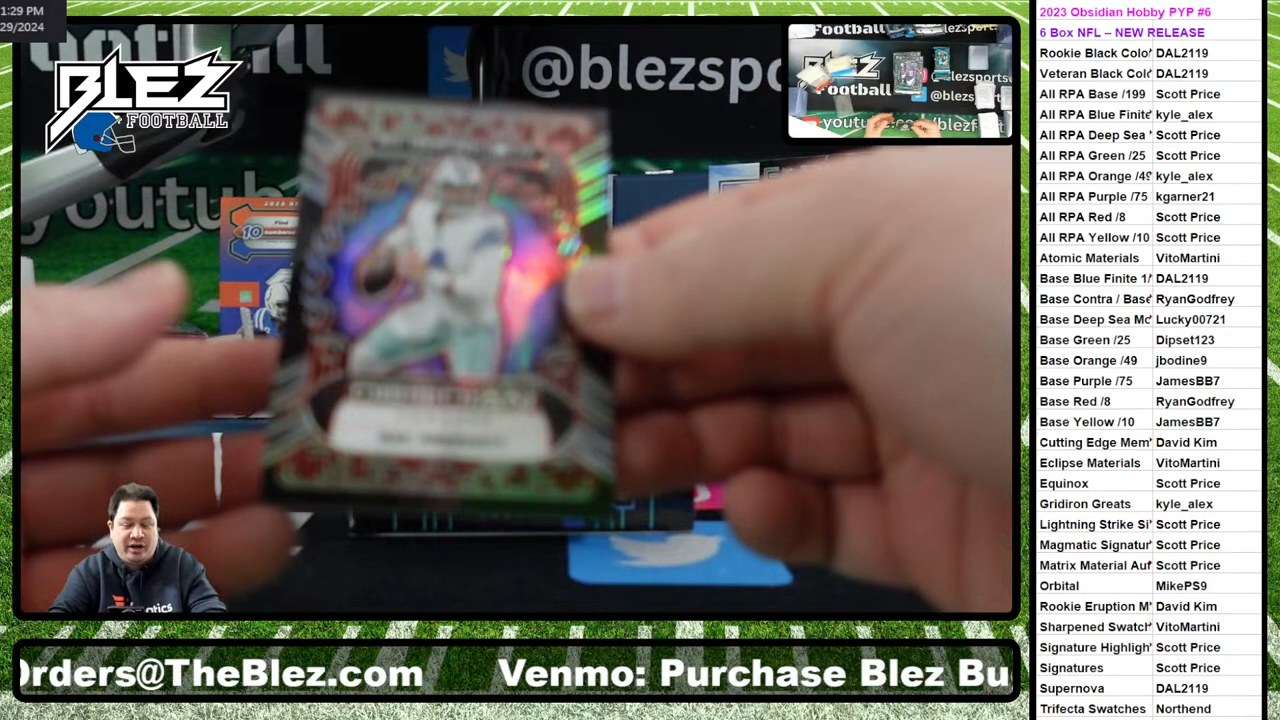 1:29 PM
29/2024
BLEZ
FOOTBALL
@blezspo
youtu
Football
@blezsports
Football
youtube.com/blezf
Orders@TheBlez.com Venmo: Purchase Blez Bu
2023 Obsidian Hobby PYP #6
6 Box NFL – NEW RELEASE
Rookie Black Colo DAL2119
Veteran Black Col DAL2119
All RPA Base /199 Scott Price
All RPA Blue Finite kyle_alex
All RPA Deep Sea Scott Price
All RPA Green /25 Scott Price
All RPA Orange /49 kyle_alex
All RPA Purple /75 kgarner21
All RPA Red /8 Scott Price
All RPA Yellow /10 Scott Price
Atomic Materials VitoMartini
Base Blue Finite 1/ DAL2119
Base Contra / Base RyanGodfrey
Base Deep Sea Mo Lucky00721
Base Green /25 Dipset123
Base Orange /49 jbodine9
Base Purple /75 JamesBB7
Base Red /8 RyanGodfrey
Base Yellow /10 JamesBB7
Cutting Edge Mem David Kim
Eclipse Materials VitoMartini
Equinox Scott Price
Gridiron Greats kyle_alex
Lightning Strike Si Scott Price
Magmatic Signatur Scott Price
Matrix Material Aut Scott Price
Orbital MikePS9
Rookie Eruption M David Kim
Sharpened Swatch VitoMartini
Signature Highligh Scott Price
Signatures Scott Price
Supernova DAL2119
Trifecta Swatches Northend